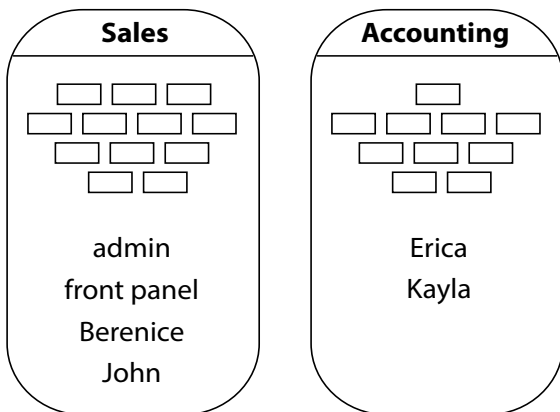 Sales
admin
front panel
Berenice
John
Accounting
Erica
Kayla